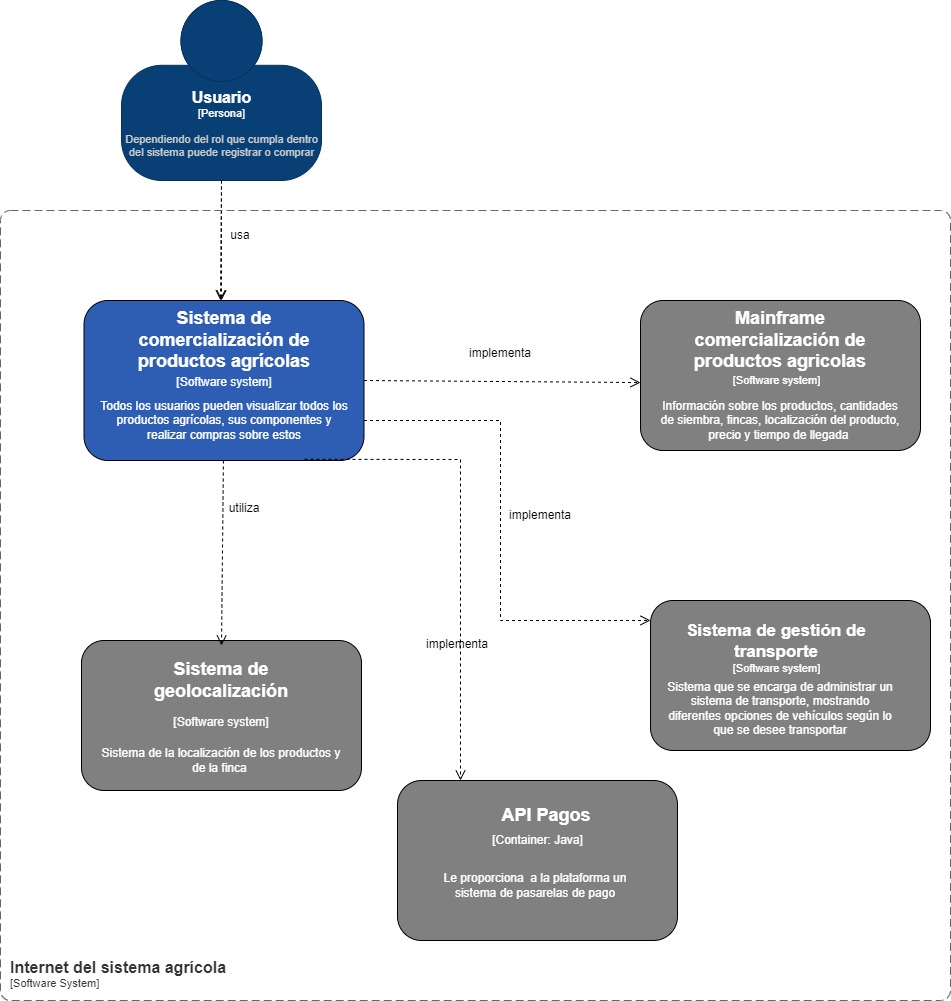 Usuario
[Persona]
Dependiendo del rol que cumpla dentro
del sistema puede registrar o comprar
usa
Sistema de
comercialización de
productos agrícolas
[Software system]
Todos los usuarios pueden visualizar todos los
productos agrícolas, sus componentes y
realizar compras sobre estos
implementa
Mainframe
comercialización de
productos agricolas
[Software system]
Información sobre los productos, cantidades
de siembra, fincas, localización del producto,
precio y tiempo de llegada
utiliza
implementa
implementa
Sistema de gestión de
transporte
[Software system]
Sistema que se encarga de administrar un
sistema de transporte, mostrando
diferentes opciones de vehículos según lo
que se desee transportar
Sistema de
geolocalización
[Software system]
Sistema de la localización de los productos y
de la finca
API Pagos
[Container: Java]
Le proporciona  a la plataforma un
sistema de pasarelas de pago
Internet del sistema agrícola
[Software System]